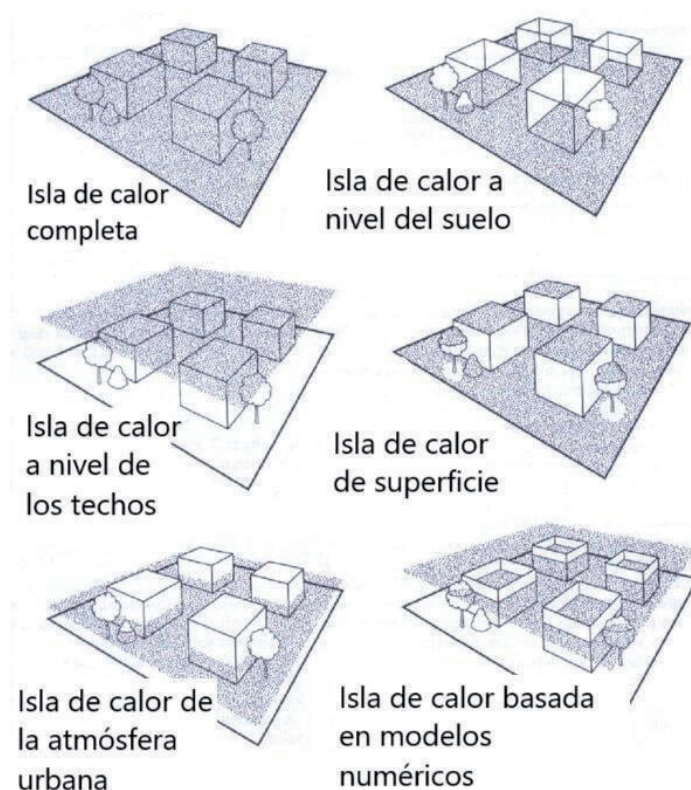 Isla de calor
completa
Isla de calor a
nivel del suelo
Isla de calor
a nivel de
los techos
Isla de calor
de superficie
Isla de calor de
la atmósfera
urbana
Isla de calor basada
en modelos
numéricos